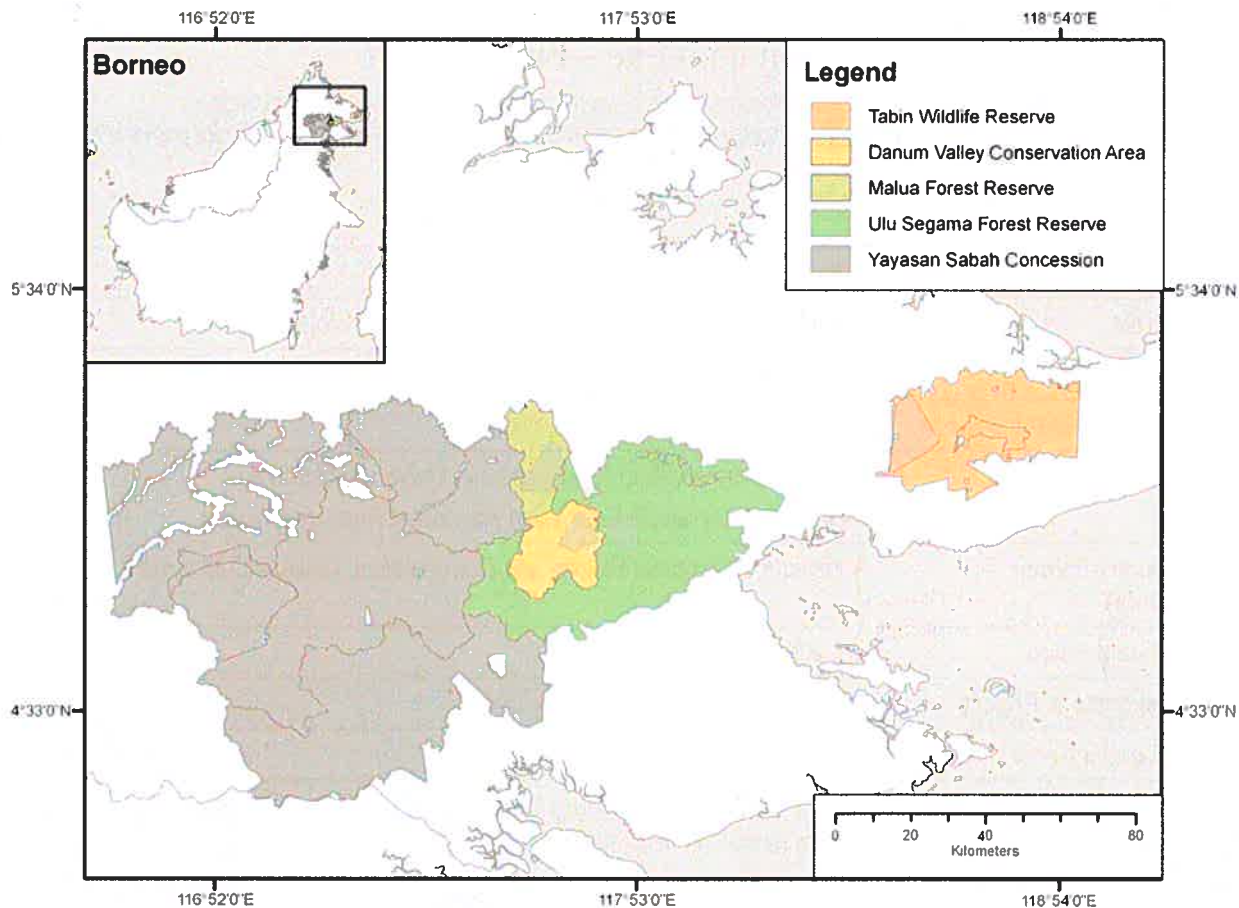 116°52'0"E 117°53'0"E 118°54'0"E
Borneo
Legend
Tabin Wildlife Reserve
Danum Valley Conservation Area
Malua Forest Reserve
Ulu Segama Forest Reserve
Yayasan Sabah Concession
5°34'0"N 5°34'0"N
4°33'0"N 4°33'0"N
0 20 40 60 80
Kilometers
116°52'0"E 117°53'0"E 118°54'0"E